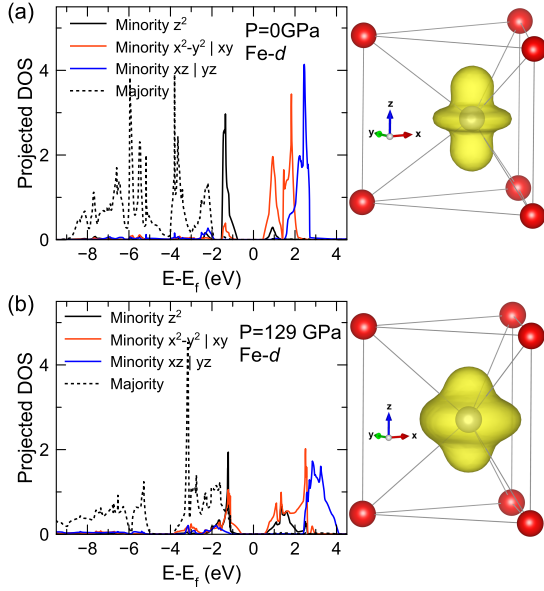 (a)
Minority z²
Minority x²-y² | xy
Minority xz | yz
Majority
P=0GPa
Fe-d
Projected DOS
4
2
0
-8 -6 -4 -2 0 2 4
E-E_f (eV)
z
y
x
(b)
Minority z²
Minority x²-y² | xy
Minority xz | yz
Majority
P=129 GPa
Fe-d
Projected DOS
4
2
0
-8 -6 -4 -2 0 2 4
E-E_f (eV)
z
y
x